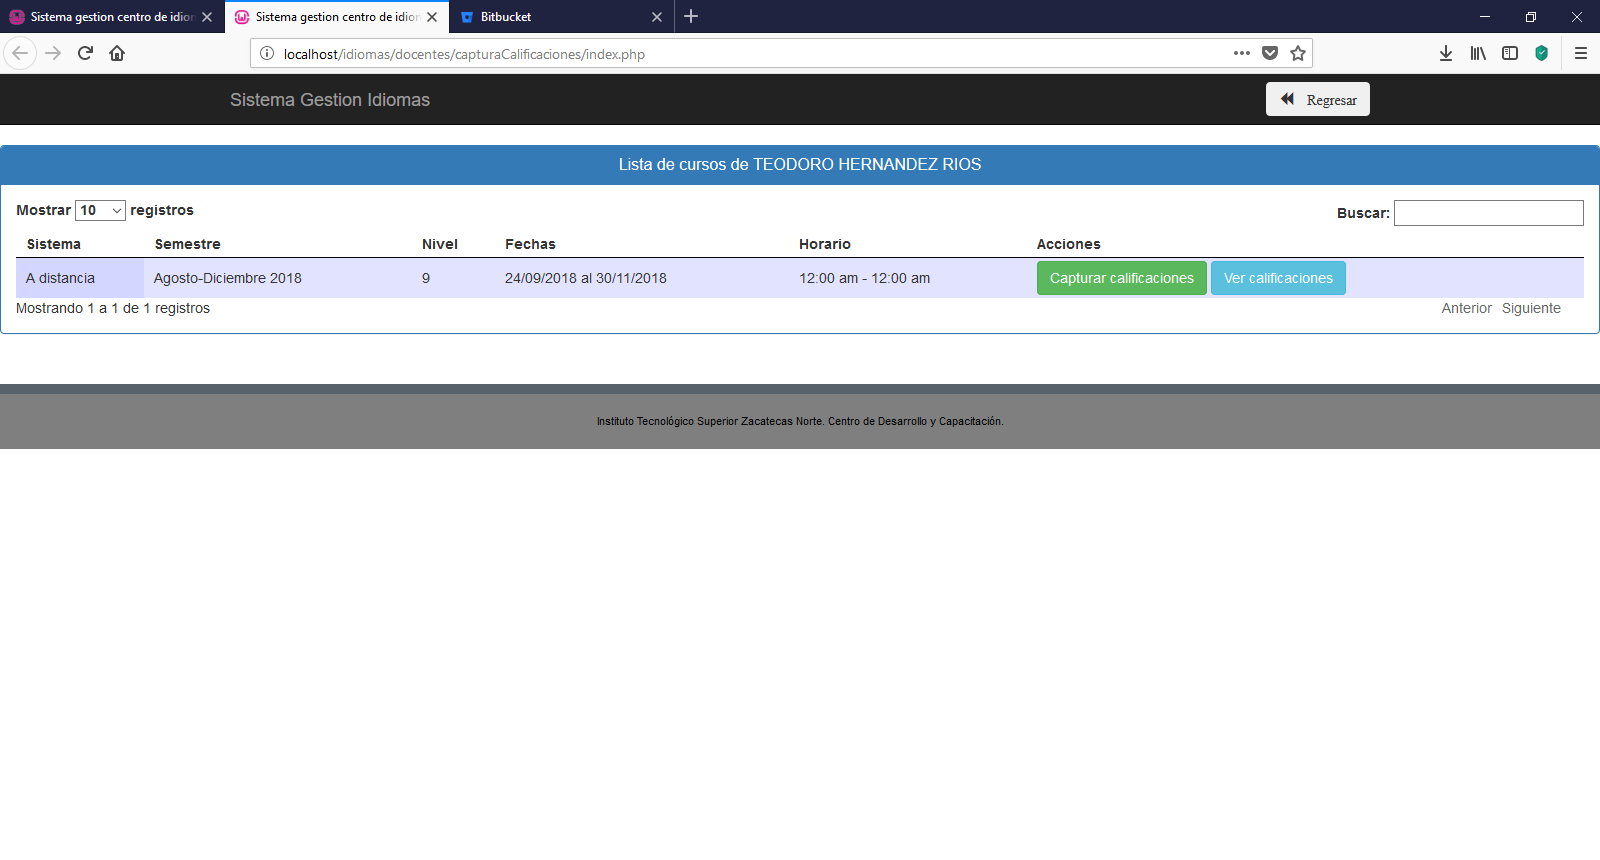 Sistema gestion centro de idion
Sistema gestion centro de idion
Bitbucket
localhost/idiomas/docentes/capturaCalificaciones/index.php
Sistema Gestion Idiomas
Regresar
Lista de cursos de TEODORO HERNANDEZ RIOS
Mostrar 10 registros
Buscar:
Sistema Semestre Nivel Fechas Horario Acciones
A distancia Agosto-Diciembre 2018 9 24/09/2018 al 30/11/2018 12:00 am - 12:00 am Capturar calificaciones Ver calificaciones
Mostrando 1 a 1 de 1 registros
Anterior Siguiente
Instituto Tecnológico Superior Zacatecas Norte. Centro de Desarrollo y Capacitación.